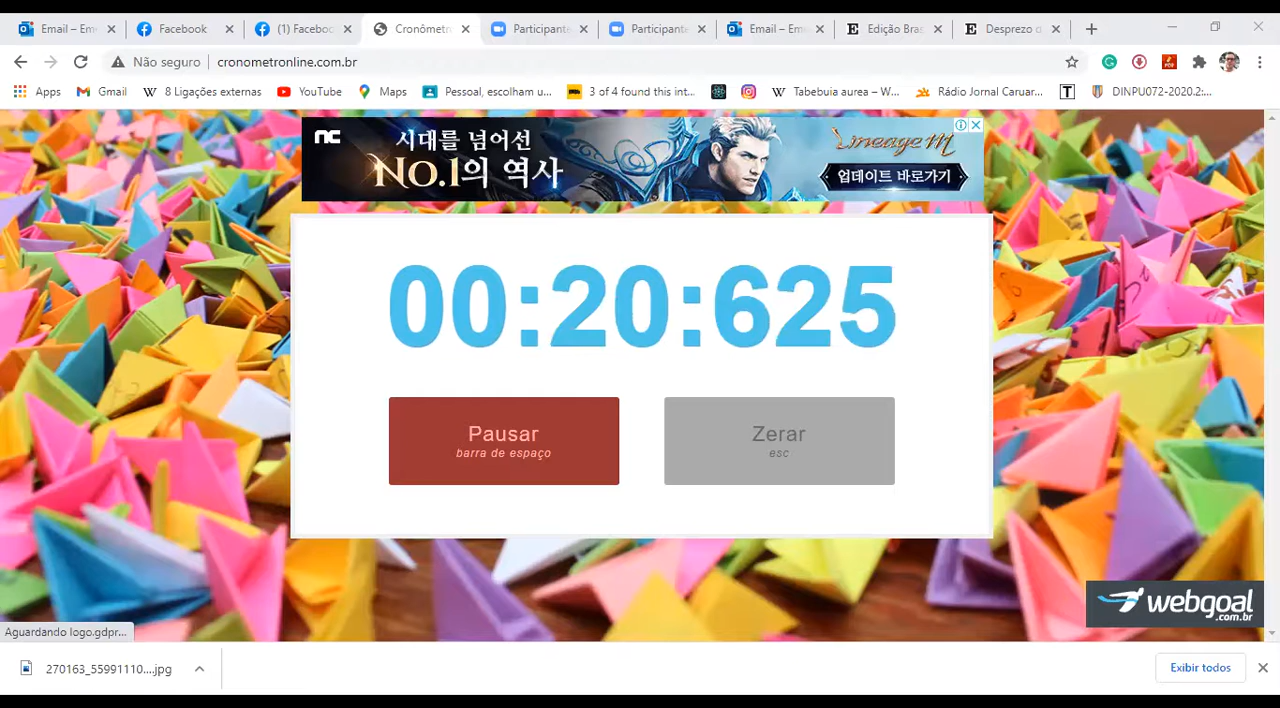 Email – Em
Facebook
(1) Faceboo
Cronômetr
Participante
Participante
Email – Em
Edição Bra
Desprezo o
Não seguro
cronometronline.com.br
Apps
Gmail
8 Ligações externas
YouTube
Maps
Pessoal, escolham u...
3 of 4 found this int...
Tabebuia aurea – W...
Rádio Jornal Caruar...
T
DINPU072-2020.2:...
nc
시대를 넘어선
No.1의 역사
Lineage M
업데이트 바로가기
00:20:625
Pausar
barra de espaço
Zerar
esc
webgoal
.com.br
Aguardando logo.gdpr...
270163_55991110....jpg
Exibir todos